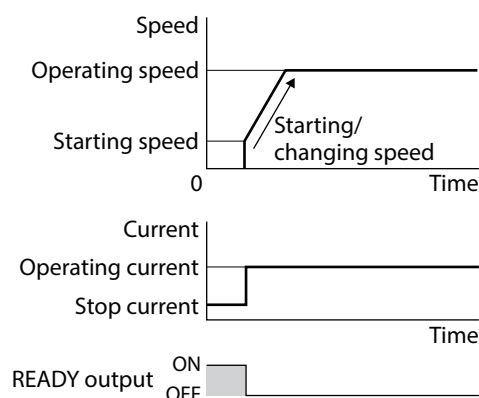 Speed
Operating speed
Starting speed
Starting/
changing speed
0
Time
Current
Operating current
Stop current
Time
READY output
ON
OFF